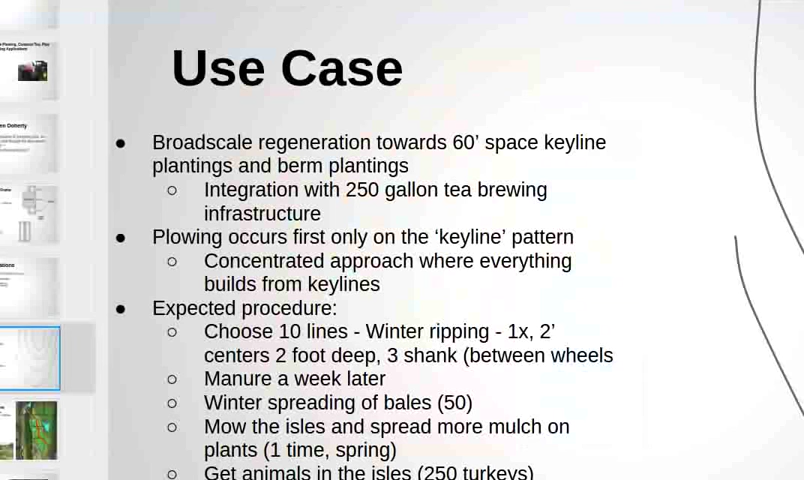 Use Case
● Broadscale regeneration towards 60’ space keyline
plantings and berm plantings
○ Integration with 250 gallon tea brewing
infrastructure
● Plowing occurs first only on the ‘keyline’ pattern
○ Concentrated approach where everything
builds from keylines
● Expected procedure:
○ Choose 10 lines - Winter ripping - 1x, 2’
centers 2 foot deep, 3 shank (between wheels
○ Manure a week later
○ Winter spreading of bales (50)
○ Mow the isles and spread more mulch on
plants (1 time, spring)
○ Get animals in the isles (250 turkeys)